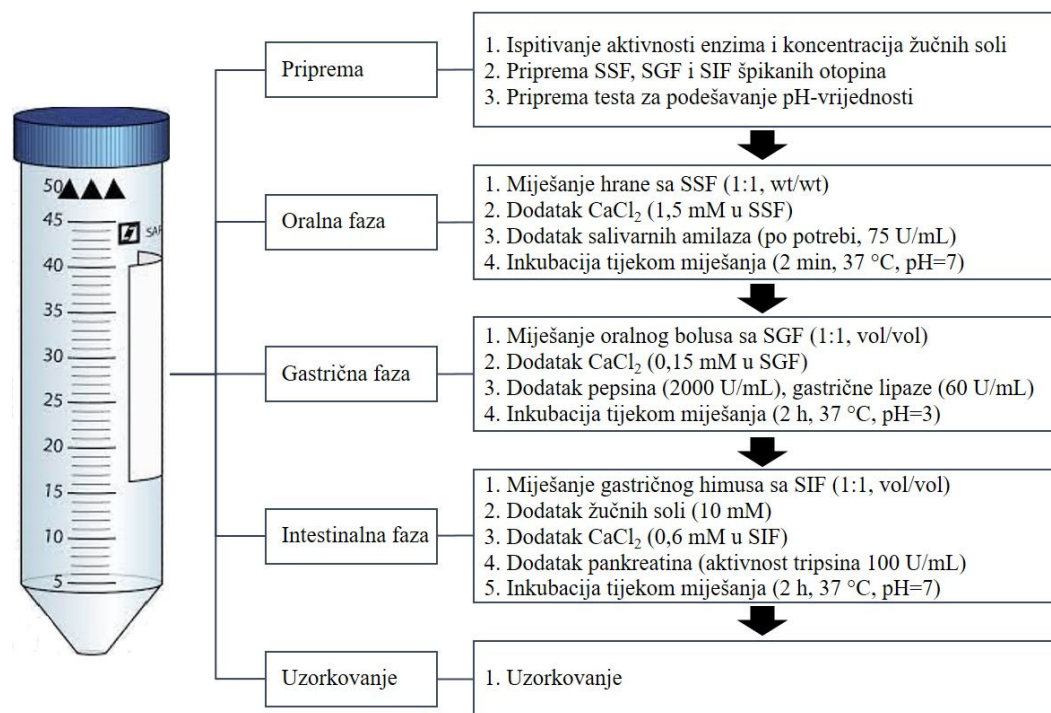 Priprema
1. Ispitivanje aktivnosti enzima i koncentracija žučnih soli
2. Priprema SSF, SGF i SIF špikanih otopina
3. Priprema testa za podešavanje pH-vrijednosti
Oralna faza
1. Miješanje hrane sa SSF (1:1, wt/wt)
2. Dodatak CaCl₂ (1,5 mM u SSF)
3. Dodatak salivarnih amilaza (po potrebi, 75 U/mL)
4. Inkubacija tijekom miješanja (2 min, 37 °C, pH=7)
Gastrična faza
1. Miješanje oralnog bolusa sa SGF (1:1, vol/vol)
2. Dodatak CaCl₂ (0,15 mM u SGF)
3. Dodatak pepsina (2000 U/mL), gastrične lipaze (60 U/mL)
4. Inkubacija tijekom miješanja (2 h, 37 °C, pH=3)
Intestinalna faza
1. Miješanje gastričnog himusa sa SIF (1:1, vol/vol)
2. Dodatak žučnih soli (10 mM)
3. Dodatak CaCl₂ (0,6 mM u SIF)
4. Dodatak pankreatina (aktivnost tripsina 100 U/mL)
5. Inkubacija tijekom miješanja (2 h, 37 °C, pH=7)
Uzorkovanje
1. Uzorkovanje
50
45
40
35
30
25
20
15
10
5